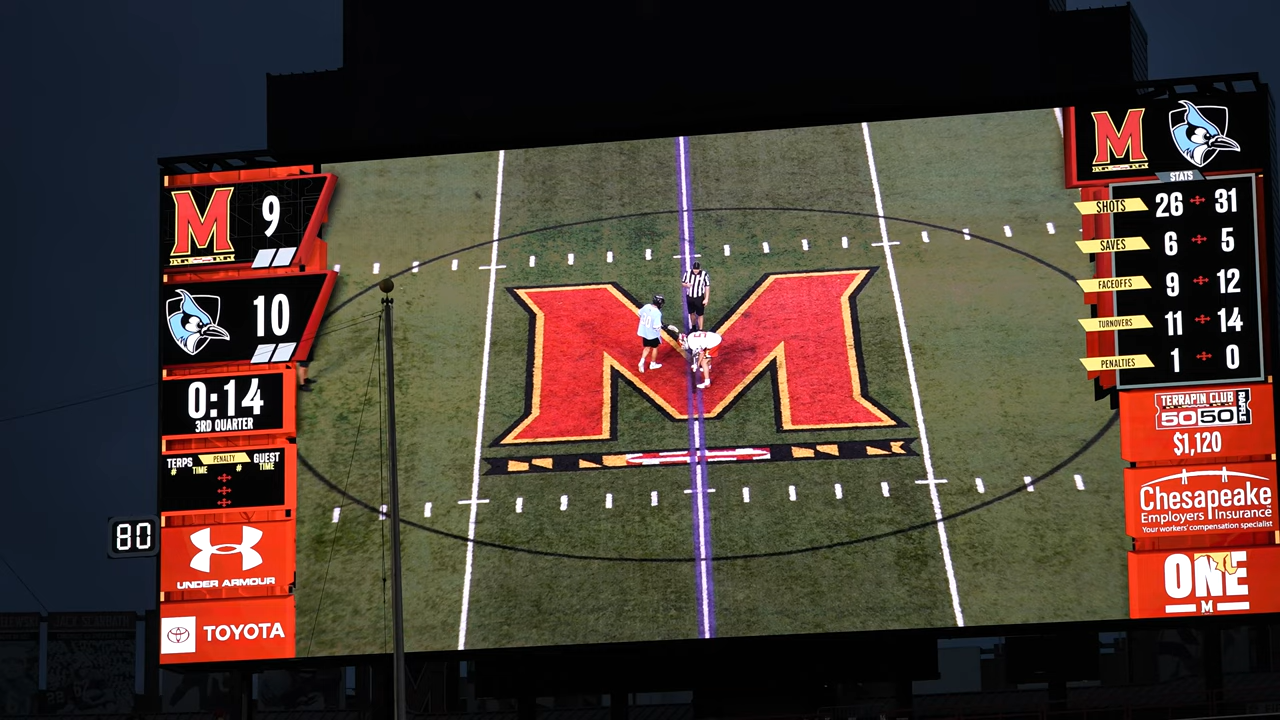 M 9
10
0:14
3RD QUARTER
TERPS PENALTY GUEST
# TIME # TIME
80
UNDER ARMOUR
TOYOTA
M
M
STATS
SHOTS 26 31
SAVES 6 5
FACEOFFS 9 12
TURNOVERS 11 14
PENALTIES 1 0
TERRAPIN CLUB
50 50 RAFFLE
$1,120
Chesapeake
Employers Insurance
Your workers' compensation specialist
ONE
M